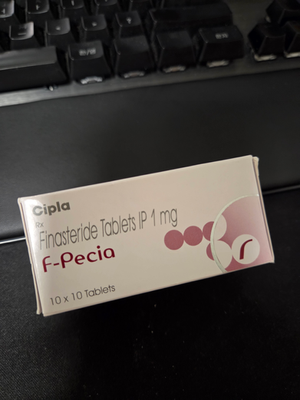 Cipla
Rx
Finasteride Tablets IP 1 mg
F-Pecia
10 x 10 Tablets